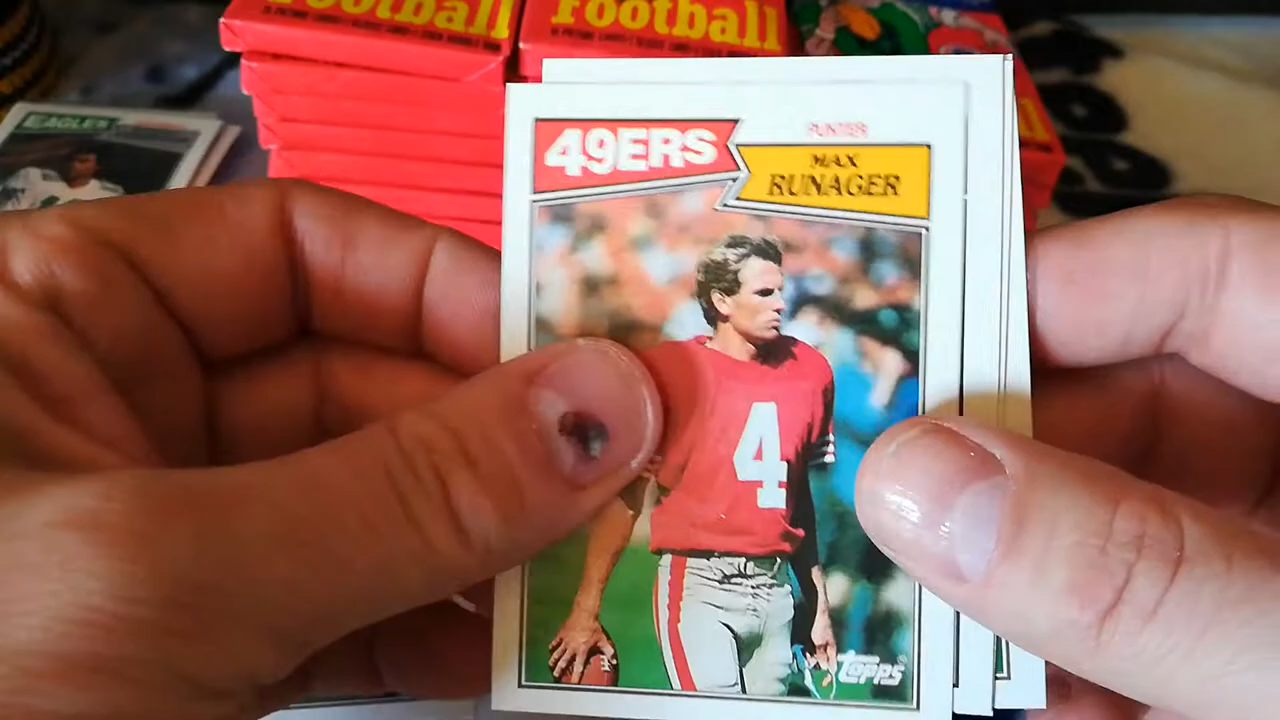 Football
Football
EAGLES
49ERS
PUNTER
MAX
RUNAGER
4
Topps